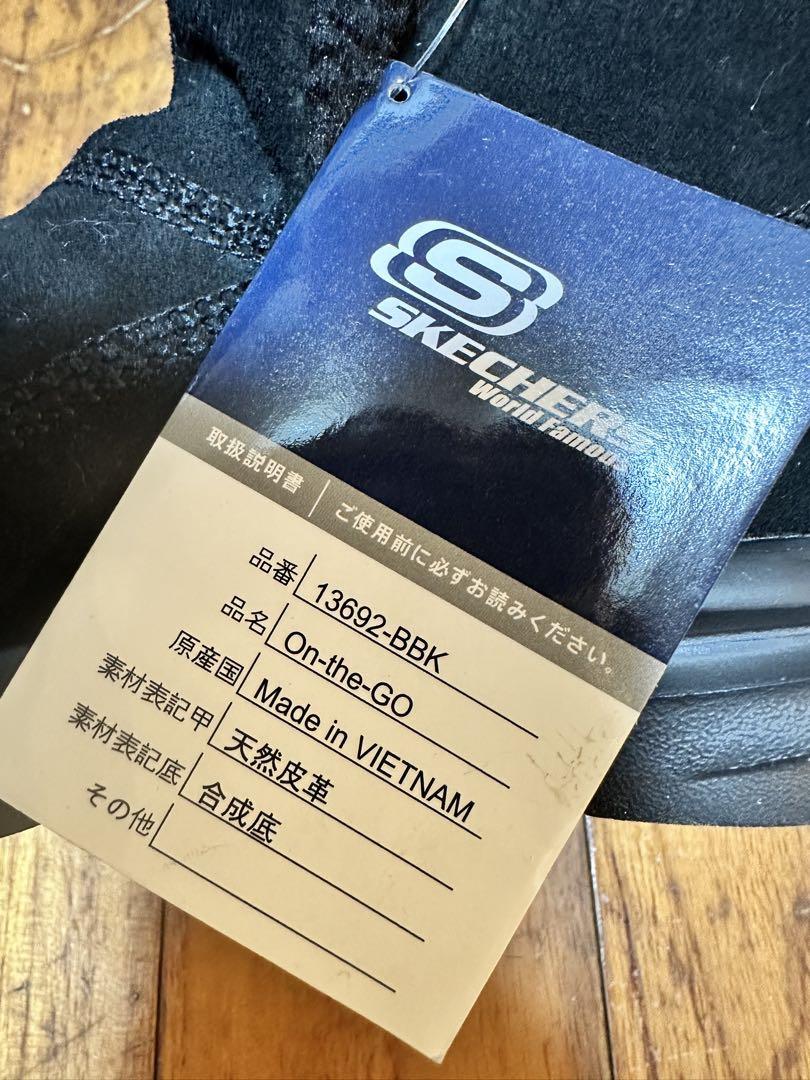 S
SKECHERS
World Famous
取扱説明書 ご使用前に必ずお読みください。
品番 13692-BBK
品名 On-the-GO
原産国 Made in VIETNAM
素材表記甲 天然皮革
素材表記底 合成底
その他